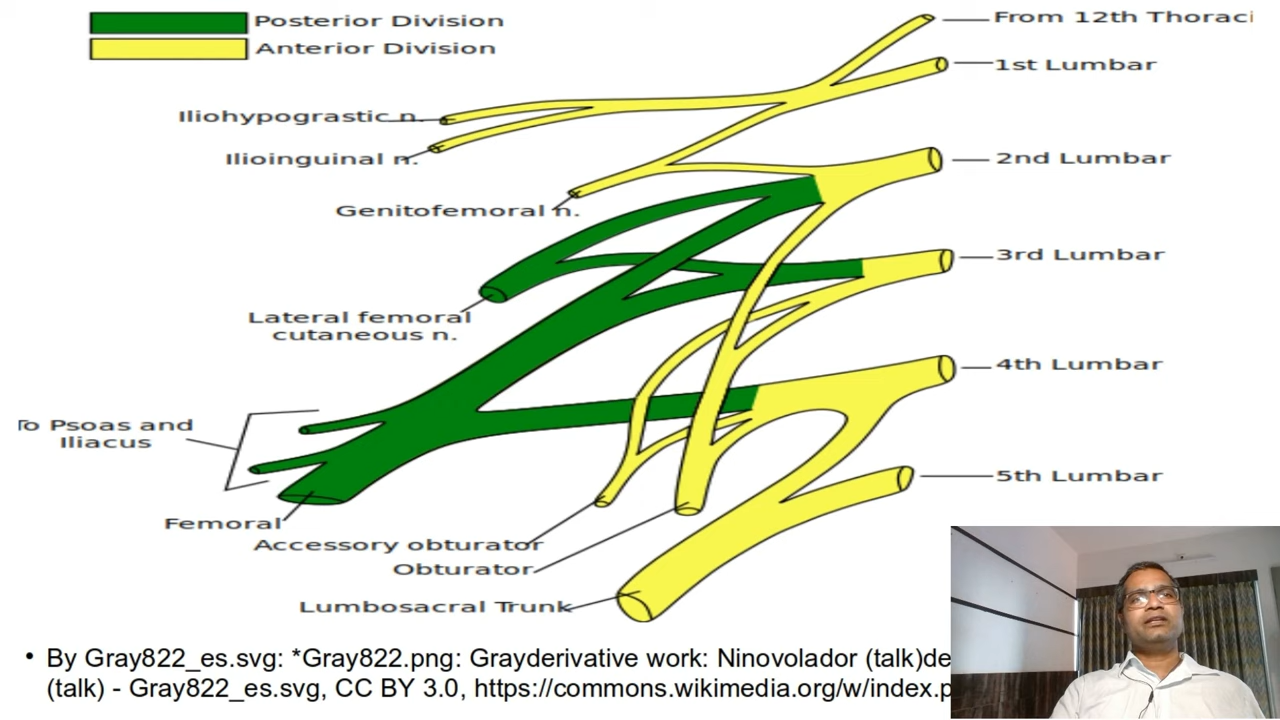 Posterior Division
Anterior Division
From 12th Thoraci
1st Lumbar
Iliohypograstic n.
Ilioinguinal n.
2nd Lumbar
Genitofemoral n.
3rd Lumbar
Lateral femoral
cutaneous n.
4th Lumbar
To Psoas and
Iliacus
5th Lumbar
Femoral
Accessory obturator
Obturator
Lumbosacral Trunk
• By Gray822_es.svg: *Gray822.png: Grayderivative work: Ninovolador (talk)de
(talk) - Gray822_es.svg, CC BY 3.0, https://commons.wikimedia.org/w/index.p